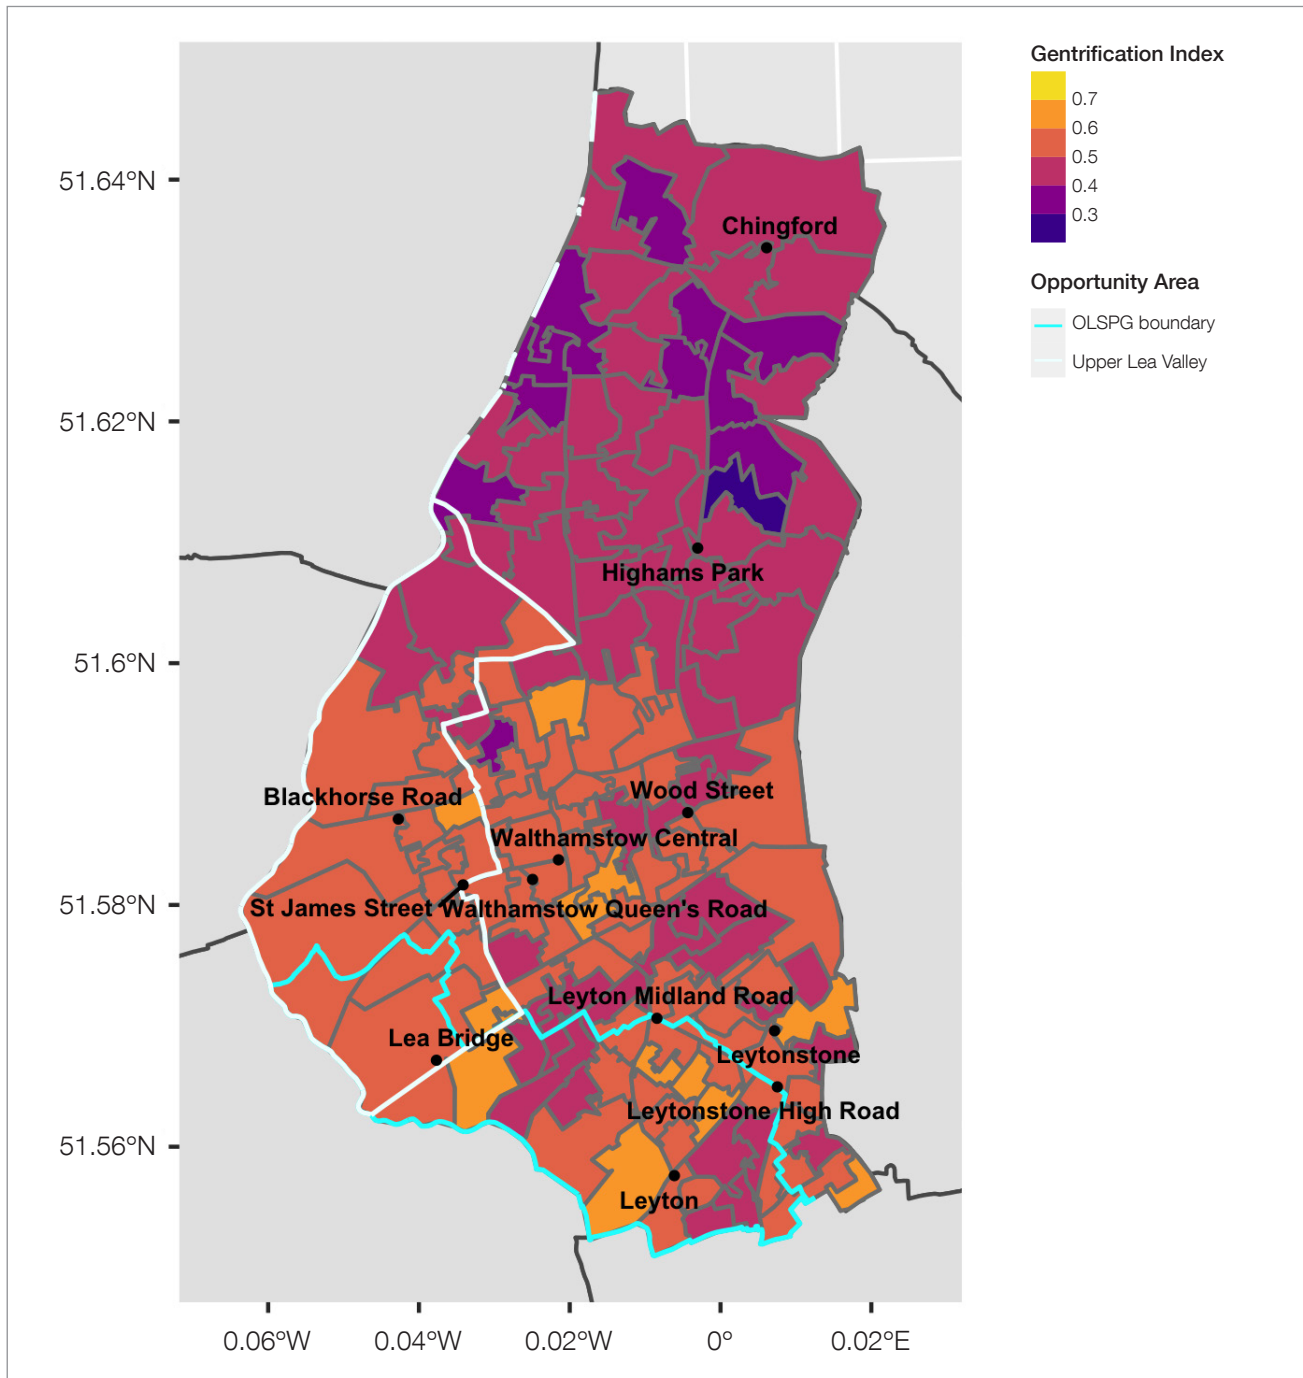 Gentrification Index
0.7
0.6
0.5
0.4
0.3
Opportunity Area
OLSPG boundary
Upper Lea Valley
51.64°N
51.62°N
51.6°N
51.58°N
51.56°N
Chingford
Highams Park
Blackhorse Road
Wood Street
Walthamstow Central
St James Street
Walthamstow Queen's Road
Leyton Midland Road
Lea Bridge
Leytonstone
Leytonstone High Road
Leyton
0.06°W
0.04°W
0.02°W
0°
0.02°E